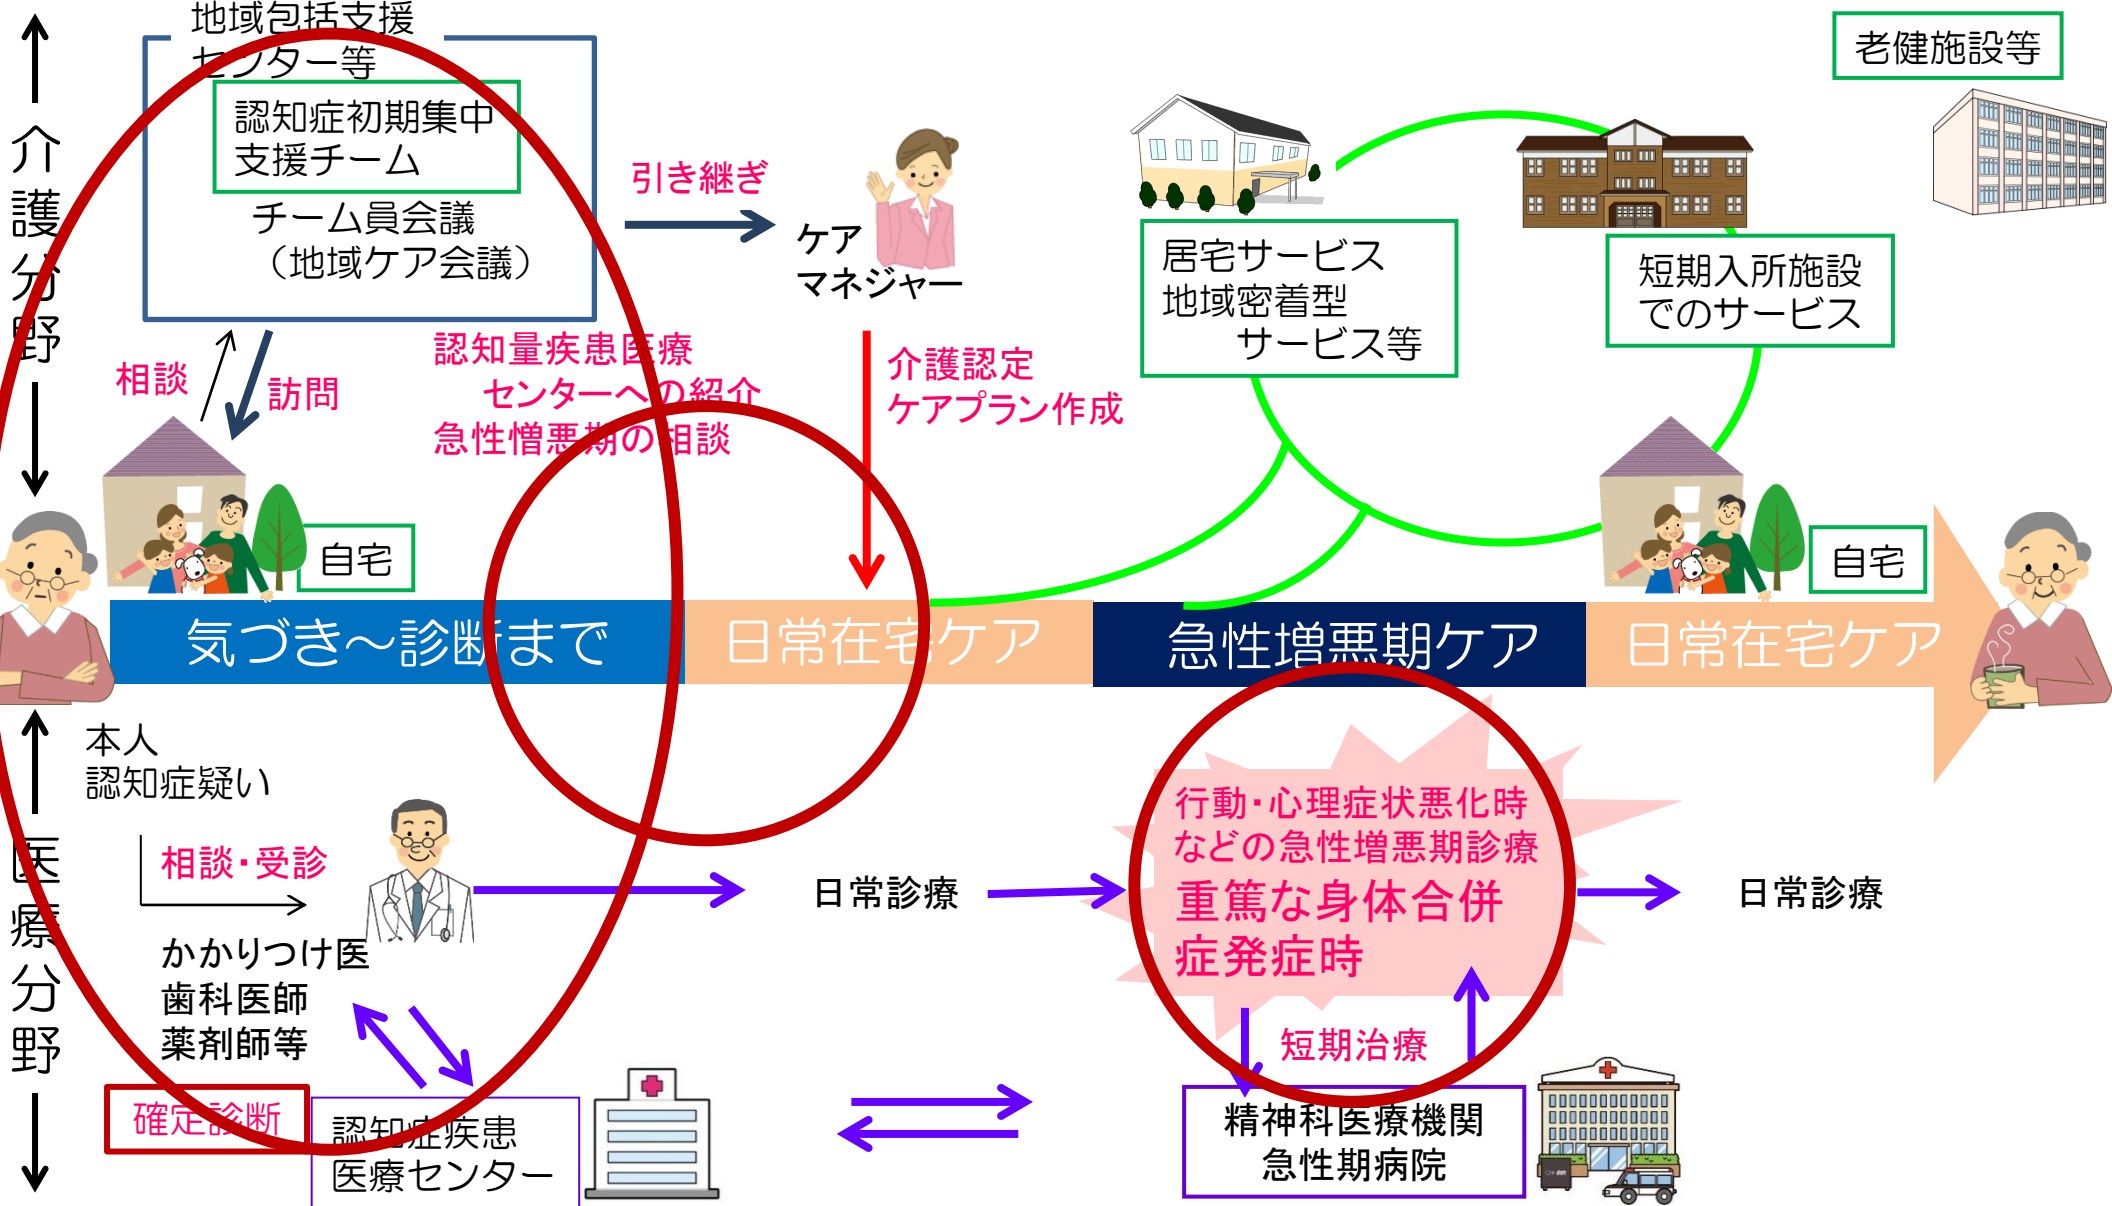 地域包括支援
センター等
認知症初期集中
支援チーム
チーム員会議
（地域ケア会議）
介護分野
引き継ぎ
ケア
マネジャー
老健施設等
居宅サービス
地域密着型
サービス等
短期入所施設
でのサービス
相談
訪問
認知量疾患医療
センターへの紹介
急性憎悪期の相談
介護認定
ケアプラン作成
自宅
自宅
気づき～診断まで
日常在宅ケア
急性増悪期ケア
日常在宅ケア
本人
認知症疑い
医療分野
相談・受診
かかりつけ医
歯科医師
薬剤師等
日常診療
行動・心理症状悪化時
などの急性増悪期診療
重篤な身体合併
症発症時
日常診療
短期治療
確定診断
認知症疾患
医療センター
精神科医療機関
急性期病院